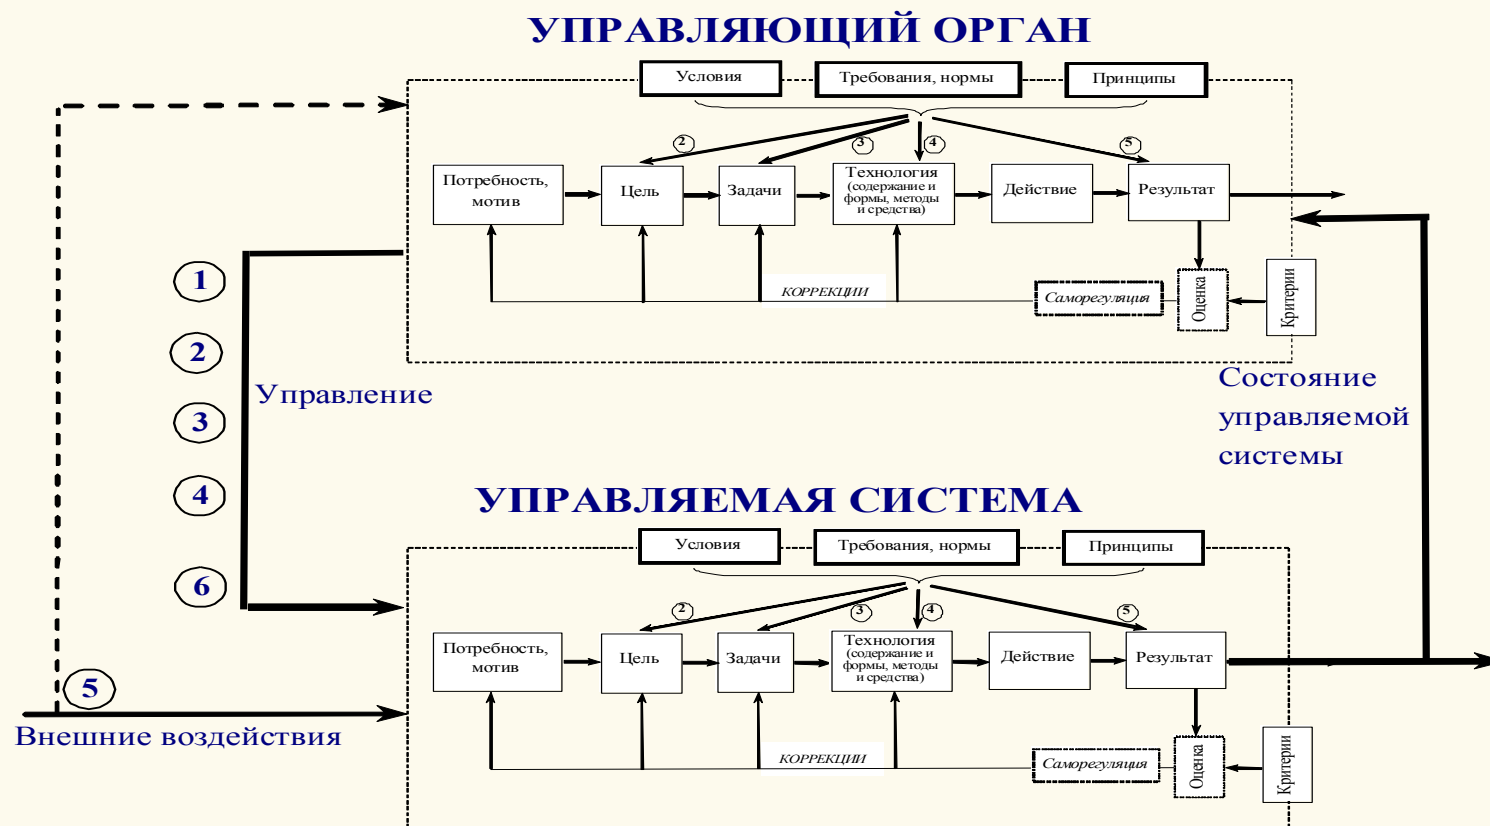 УПРАВЛЯЮЩИЙ ОРГАН
Условия
Требования, нормы
Принципы
2
3
4
5
Потребность,
мотив
Цель
Задачи
Технология
(содержание и
формы, методы
и средства)
Действие
Результат
КОРРЕКЦИИ
Саморегуляция
Оценка
Критерии
1
2
3
4
6
Управление
Состояние
управляемой
системы
УПРАВЛЯЕМАЯ СИСТЕМА
Условия
Требования, нормы
Принципы
2
3
4
5
Потребность,
мотив
Цель
Задачи
Технология
(содержание и
формы, методы
и средства)
Действие
Результат
5
Внешние воздействия
КОРРЕКЦИИ
Саморегуляция
Оценка
Критерии